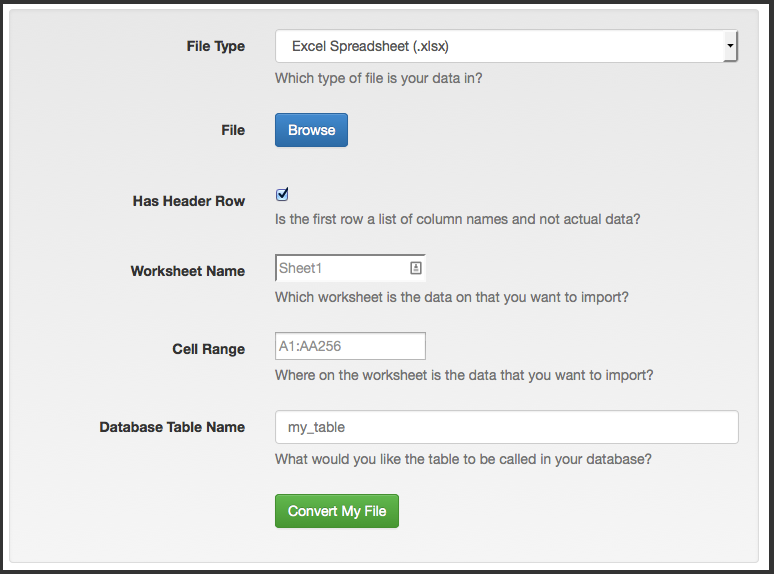 File Type Excel Spreadsheet (.xlsx)
Which type of file is your data in?
File Browse
Has Header Row
Is the first row a list of column names and not actual data?
Worksheet Name Sheet1
Which worksheet is the data on that you want to import?
Cell Range A1:AA256
Where on the worksheet is the data that you want to import?
Database Table Name my_table
What would you like the table to be called in your database?
Convert My File